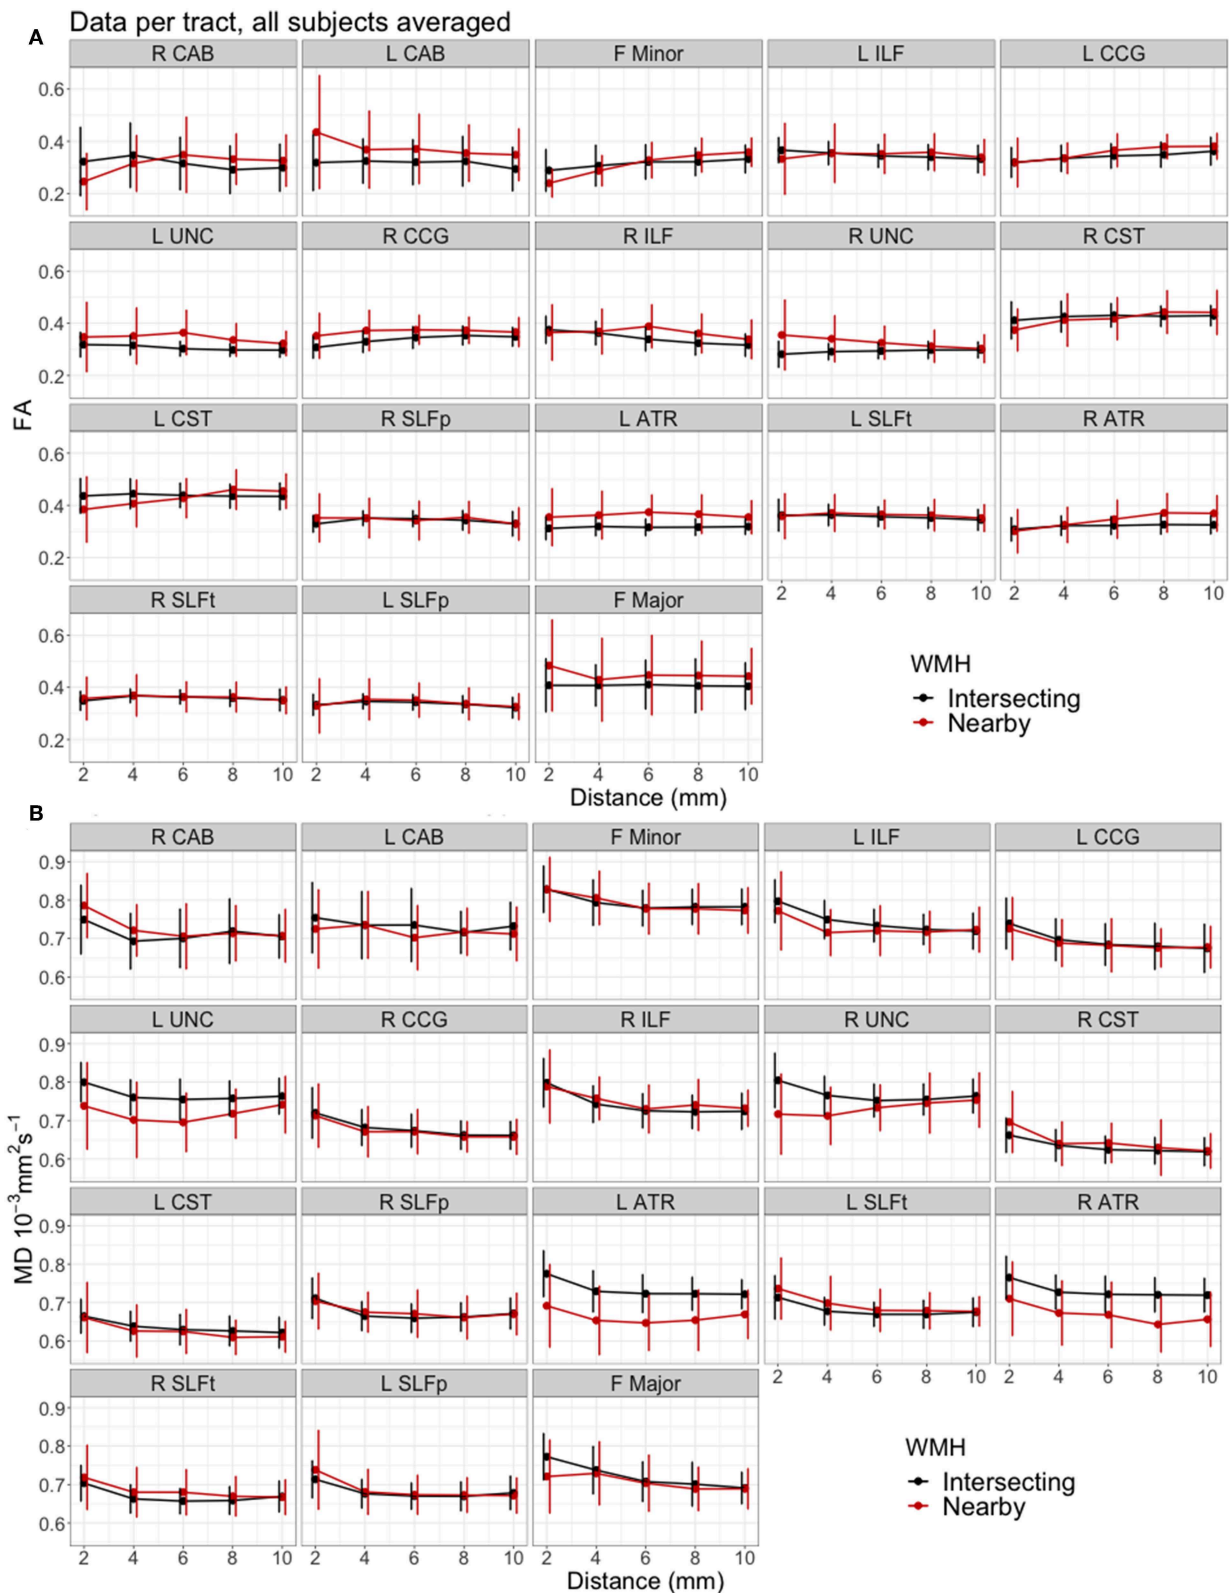 Data per tract, all subjects averaged
A
R CAB L CAB F Minor L ILF L CCG
0.6
0.4
0.2
L UNC R CCG R ILF R UNC R CST
0.6
0.4
0.2
FA
L CST R SLFp L ATR L SLFt R ATR
0.6
0.4
0.2
2 4 6 8 10 2 4 6 8 10
R SLFt L SLFp F Major
0.6
0.4
0.2
2 4 6 8 10 2 4 6 8 10 2 4 6 8 10
Distance (mm)
WMH
Intersecting
Nearby
B
R CAB L CAB F Minor L ILF L CCG
0.9
0.8
0.7
0.6
L UNC R CCG R ILF R UNC R CST
0.9
0.8
0.7
0.6
MD 10⁻³mm²s⁻¹
L CST R SLFp L ATR L SLFt R ATR
0.9
0.8
0.7
0.6
2 4 6 8 10 2 4 6 8 10
R SLFt L SLFp F Major
0.9
0.8
0.7
0.6
2 4 6 8 10 2 4 6 8 10 2 4 6 8 10
Distance (mm)
WMH
Intersecting
Nearby